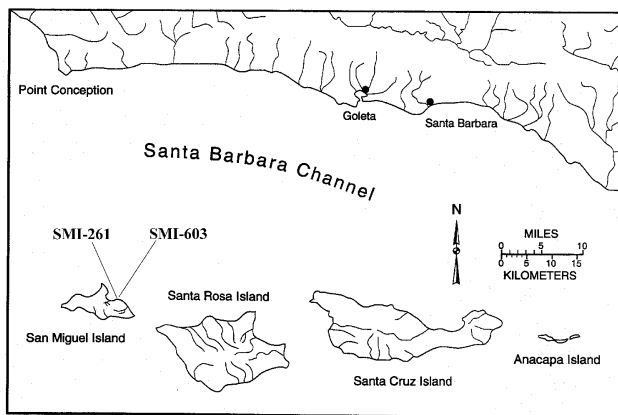 Point Conception
Goleta
Santa Barbara
Santa Barbara Channel
N
MILES
0 5 10
0 5 10 15
KILOMETERS
SMI-261 SMI-603
Santa Rosa Island
San Miguel Island
Santa Cruz Island
Anacapa Island